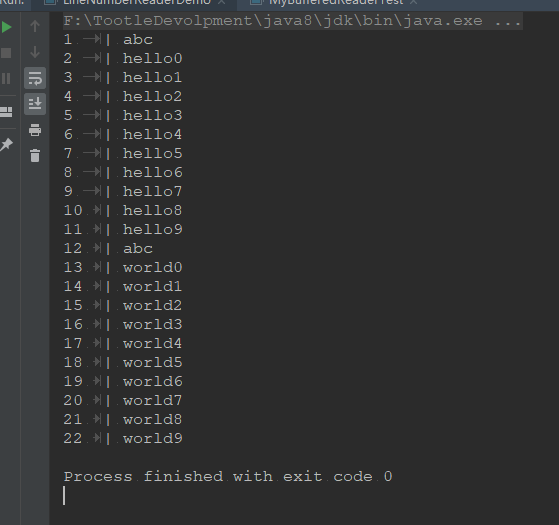 Run: LineNumberReaderDemo MyBufferedReaderTest
F:\TootleDevolpment\java8\jdk\bin\java.exe ...
1 | abc
2 | hello0
3 | hello1
4 | hello2
5 | hello3
6 | hello4
7 | hello5
8 | hello6
9 | hello7
10 | hello8
11 | hello9
12 | abc
13 | world0
14 | world1
15 | world2
16 | world3
17 | world4
18 | world5
19 | world6
20 | world7
21 | world8
22 | world9
Process finished with exit code 0